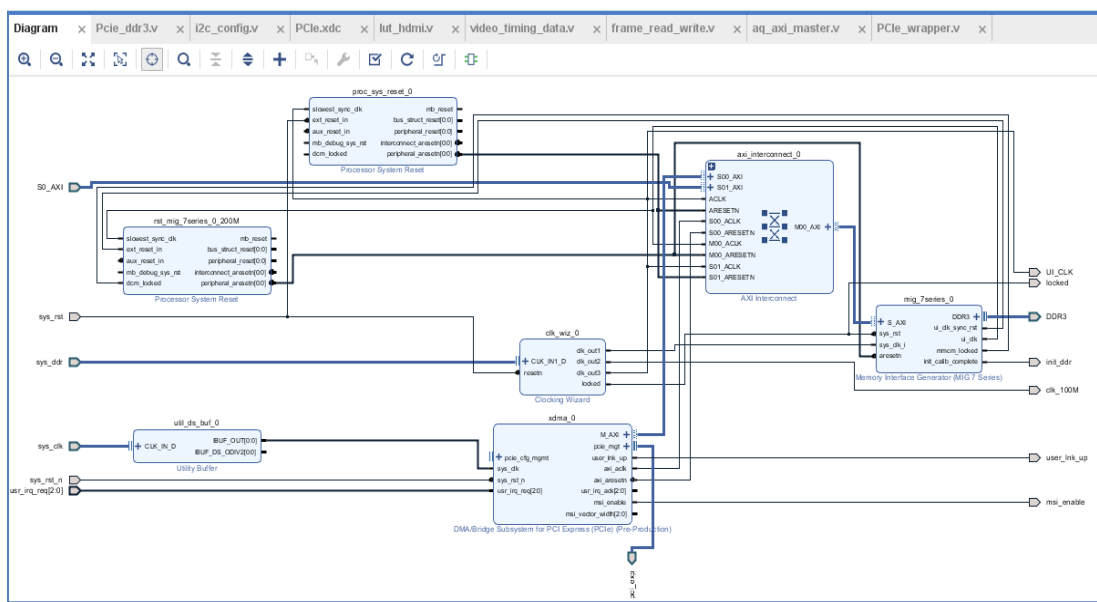 Diagram
Pcie_ddr3.v
i2c_config.v
PCIe.xdc
lut_hdmi.v
video_timing_data.v
frame_read_write.v
aq_axi_master.v
PCIe_wrapper.v
proc_sys_reset_0
slowest_sync_clk
ext_reset_in
aux_reset_in
mb_debug_sys_rst
dcm_locked
mb_reset
bus_struct_reset[0:0]
peripheral_reset[0:0]
interconnect_aresetn[0:0]
peripheral_aresetn[0:0]
Processor System Reset
S0_AXI
rst_mig_7series_0_200M
slowest_sync_clk
ext_reset_in
aux_reset_in
mb_debug_sys_rst
dcm_locked
mb_reset
bus_struct_reset[0:0]
peripheral_reset[0:0]
interconnect_aresetn[0:0]
peripheral_aresetn[0:0]
Processor System Reset
axi_interconnect_0
S00_AXI
S01_AXI
ACLK
ARESETN
S00_ACLK
S00_ARESETN
M00_ACLK
M00_ARESETN
S01_ACLK
S01_ARESETN
M00_AXI
AXI Interconnect
UI_CLK
locked
mig_7series_0
S_AXI
sys_rst
sys_clk_i
aresetn
DDR3
ui_clk_sync_rst
ui_clk
mmcm_locked
init_calib_complete
Memory Interface Generator (MIG 7 Series)
DDR3
init_ddr
clk_100M
sys_rst
sys_ddr
clk_wiz_0
CLK_IN1_D
resetn
clk_out1
clk_out2
clk_out3
locked
Clocking Wizard
sys_clk
util_ds_buf_0
CLK_IN_D
IBUF_OUT[0:0]
IBUF_DS_ODIV2[0:0]
Utility Buffer
sys_rst_n
usr_irq_req[2:0]
xdma_0
pcie_cfg_mgmt
sys_clk
sys_rst_n
usr_irq_req[2:0]
M_AXI
pcie_mgt
user_lnk_up
axi_aclk
axi_aresetn
usr_irq_ack[2:0]
msi_enable
msi_vector_width[2:0]
DMA/Bridge Subsystem for PCI Express (PCIe) (Pre-Production)
user_lnk_up
msi_enable